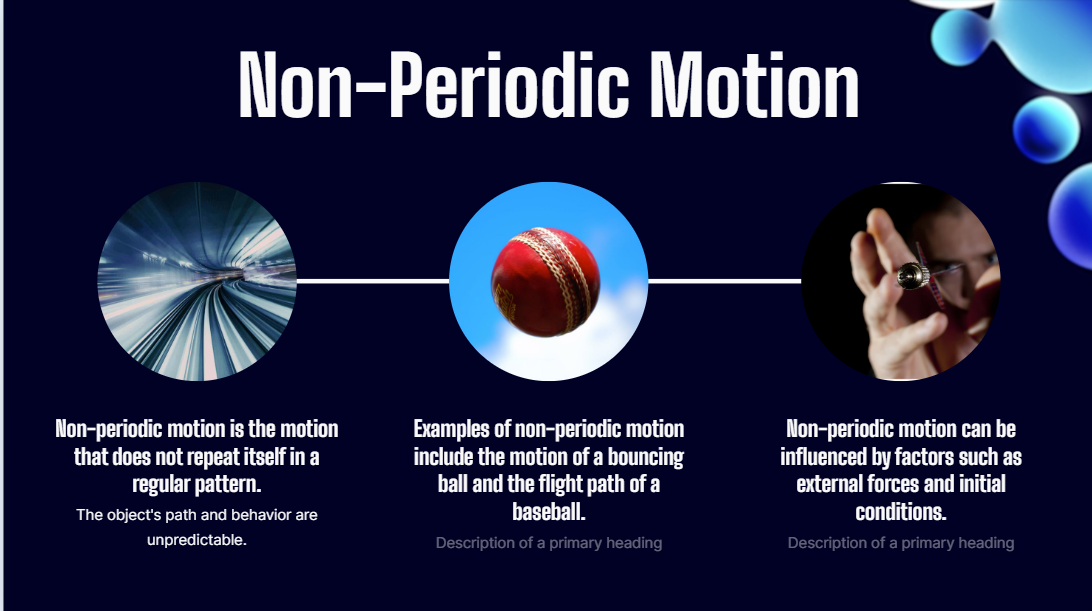 Non-Periodic Motion
Non-periodic motion is the motion
that does not repeat itself in a
regular pattern.
The object's path and behavior are
unpredictable.
Examples of non-periodic motion
include the motion of a bouncing
ball and the flight path of a
baseball.
Description of a primary heading
Non-periodic motion can be
influenced by factors such as
external forces and initial
conditions.
Description of a primary heading